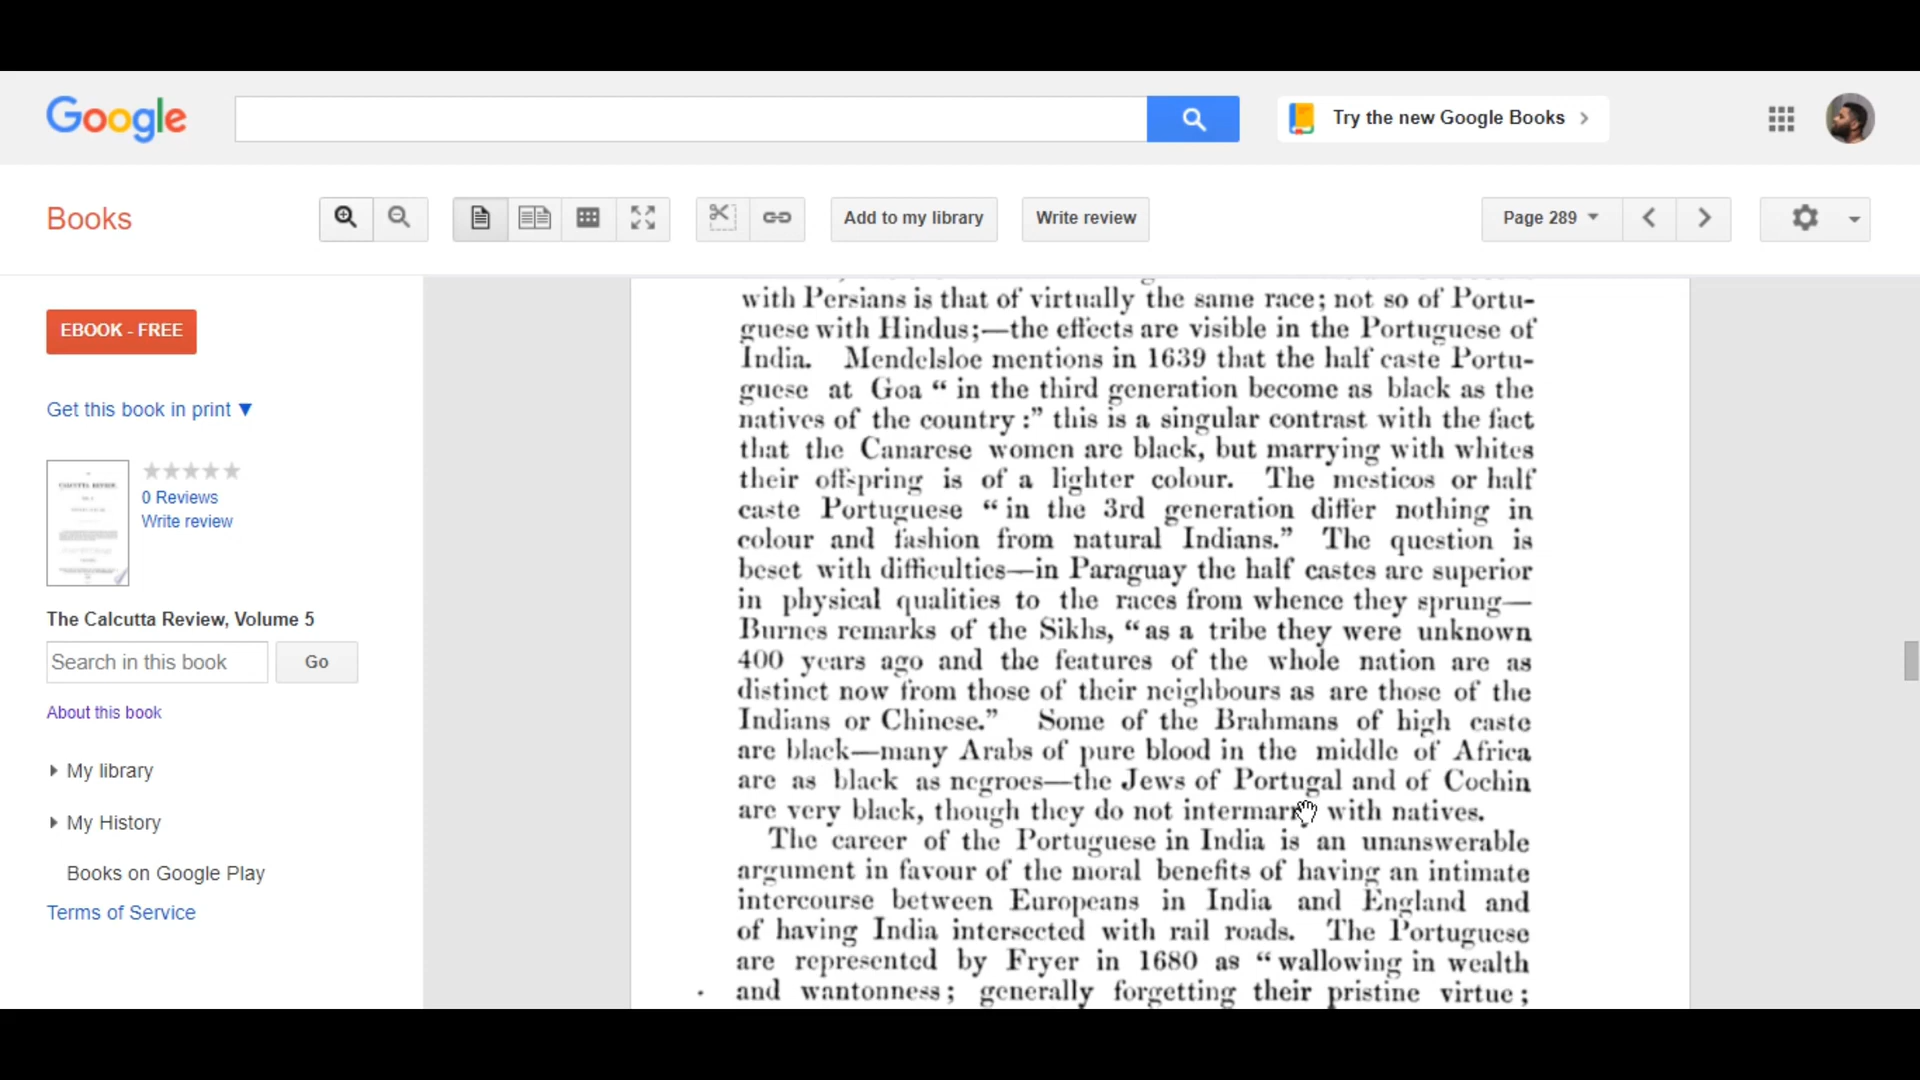 Google
Try the new Google Books
Books
Add to my library
Write review
Page 289
EBOOK - FREE
Get this book in print ▼
0 Reviews
Write review
The Calcutta Review, Volume 5
Search in this book
Go
About this book
My library
My History
Books on Google Play
Terms of Service
with Persians is that of virtually the same race; not so of Portu-
guese with Hindus;—the effects are visible in the Portuguese of
India. Mendelsloe mentions in 1639 that the half caste Portu-
guese at Goa “ in the third generation become as black as the
natives of the country :” this is a singular contrast with the fact
that the Canarese women are black, but marrying with whites
their offspring is of a lighter colour. The mesticos or half
caste Portuguese “ in the 3rd generation differ nothing in
colour and fashion from natural Indians.” The question is
beset with difficulties—in Paraguay the half castes are superior
in physical qualities to the races from whence they sprung—
Burnes remarks of the Sikhs, “ as a tribe they were unknown
400 years ago and the features of the whole nation are as
distinct now from those of their neighbours as are those of the
Indians or Chinese.” Some of the Brahmans of high caste
are black—many Arabs of pure blood in the middle of Africa
are as black as negroes—the Jews of Portugal and of Cochin
are very black, though they do not intermarry with natives.
The career of the Portuguese in India is an unanswerable
argument in favour of the moral benefits of having an intimate
intercourse between Europeans in India and England and
of having India intersected with rail roads. The Portuguese
are represented by Fryer in 1680 as “ wallowing in wealth
and wantonness ; generally forgetting their pristine virtue ;